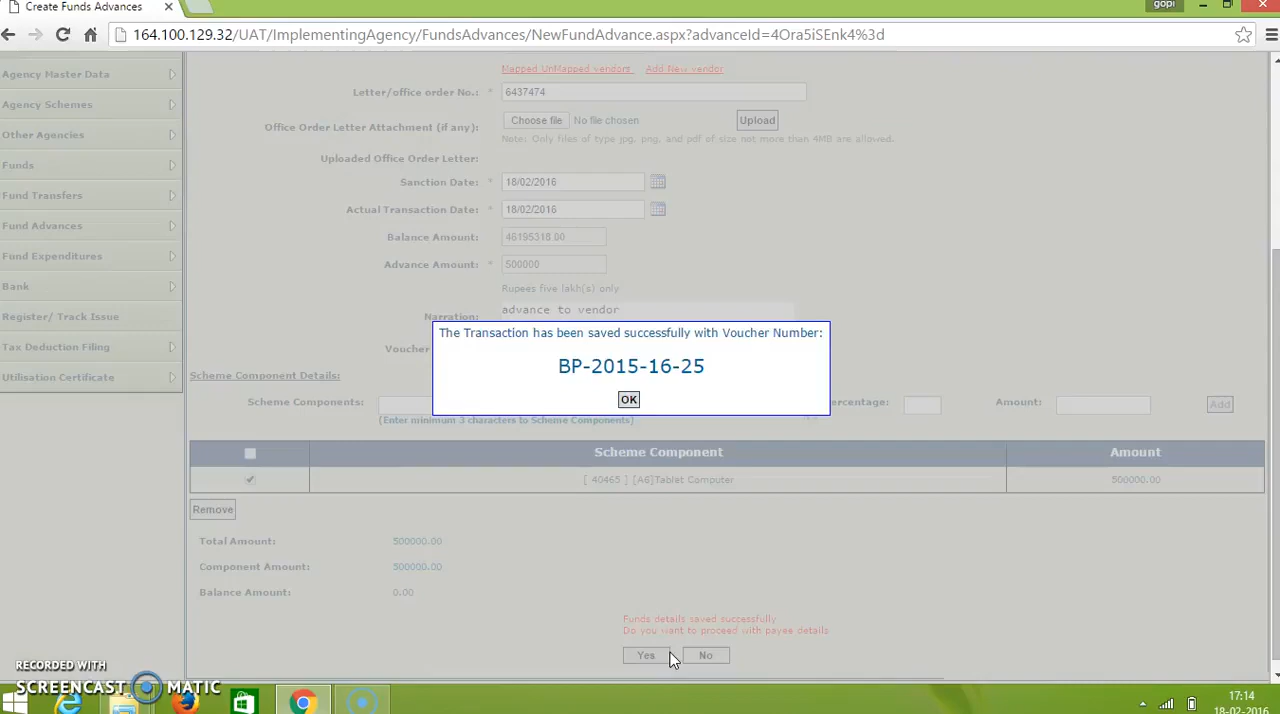 Create Funds Advances
gopi
164.100.129.32/UAT/ImplementingAgency/FundsAdvances/NewFundAdvance.aspx?advanceId=4Ora5iSEnk4%3d
Agency Master Data
Agency Schemes
Other Agencies
Funds
Fund Transfers
Fund Advances
Fund Expenditures
Bank
Register/ Track Issue
Tax Deduction Filing
Utilisation Certificate
Mapped UnMapped vendors Add New vendor
Letter/office order No.: * 6437474
Office Order Letter Attachment (if any): Choose file No file chosen Upload
Note: Only files of type jpg, png, and pdf of size not more than 4MB are allowed.
Uploaded Office Order Letter:
Sanction Date: * 18/02/2016
Actual Transaction Date: * 18/02/2016
Balance Amount: 46195318.00
Advance Amount: * 500000
Rupees five lakh(s) only
Narration: advance to vendor
Voucher
The Transaction has been saved successfully with Voucher Number:
BP-2015-16-25
OK
Scheme Component Details:
Scheme Components: ercentage: Amount: Add
(Enter minimum 3 characters to Scheme Components)
Scheme Component Amount
[ 40465 ] [A6]Tablet Computer 500000.00
Remove
Total Amount: 500000.00
Component Amount: 500000.00
Balance Amount: 0.00
Funds details saved successfully
Do you want to proceed with payee details
Yes No
RECORDED WITH
SCREENCAST MATIC
17:14
18-02-2016